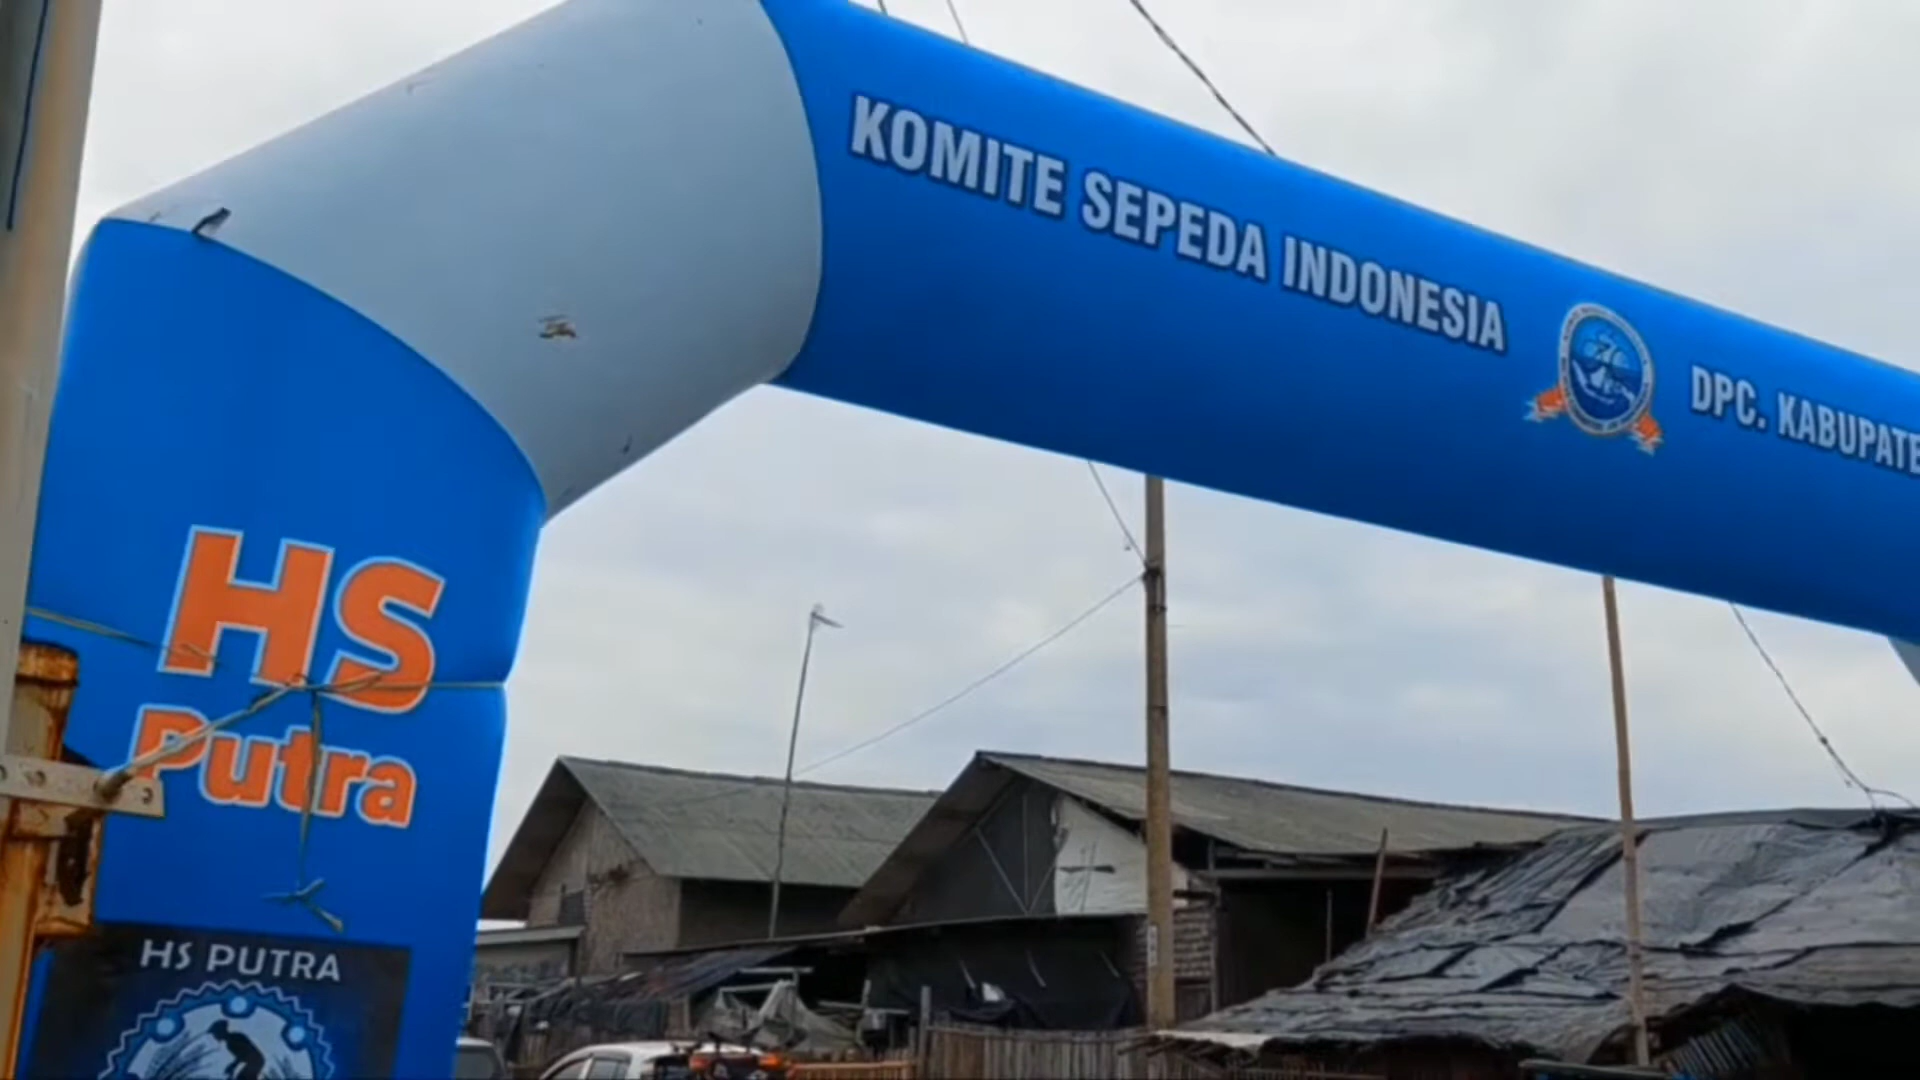 KOMITE SEPEDA INDONESIA
DPC. KABUPATE
HS
Putra
HS PUTRA